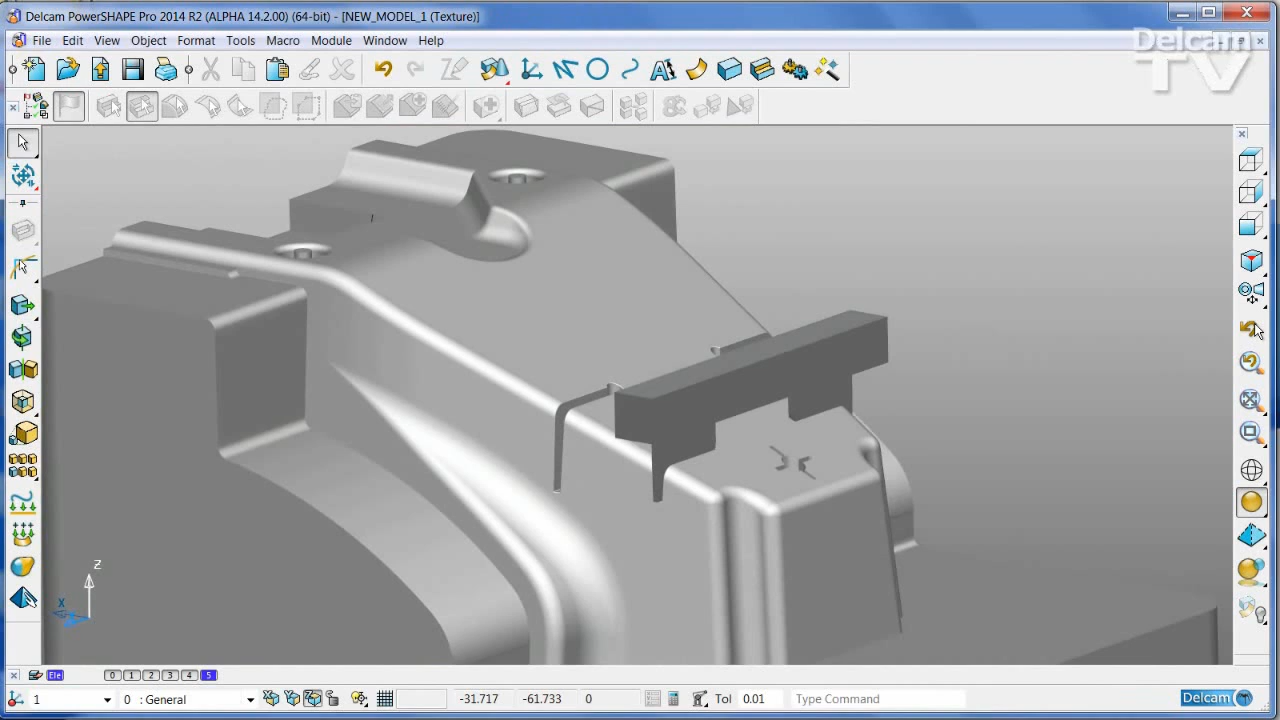 Delcam PowerSHAPE Pro 2014 R2 (ALPHA 14.2.00) (64-bit) - [NEW_MODEL_1 (Texture)]
File Edit View Object Format Tools Macro Module Window Help
Delcam
TV
Z
X
Ele 0 1 2 3 4 5
1 0 : General -31.717 -61.733 0 Tol 0.01 Type Command Delcam